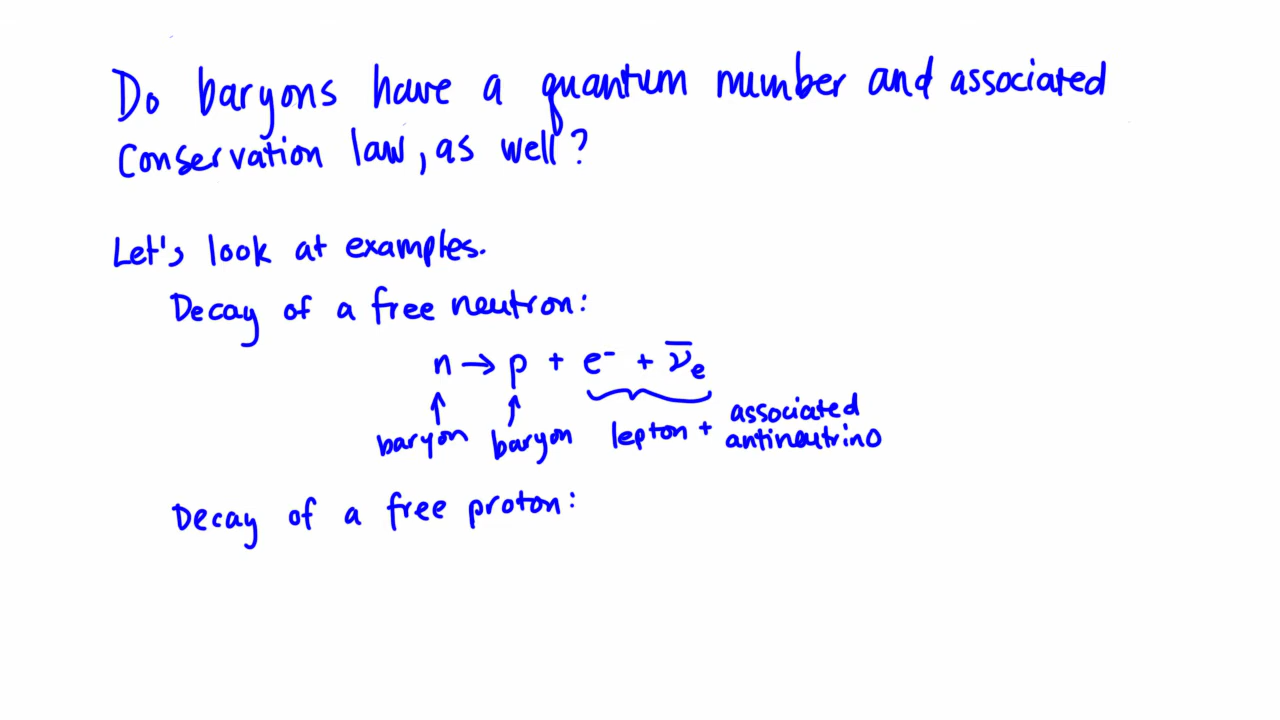 Do baryons have a quantum number and associated
conservation law, as well?
Let's look at examples.
Decay of a free neutron:
n → p + e⁻ + ν̄ₑ
baryon baryon lepton + associated antineutrino
Decay of a free proton: